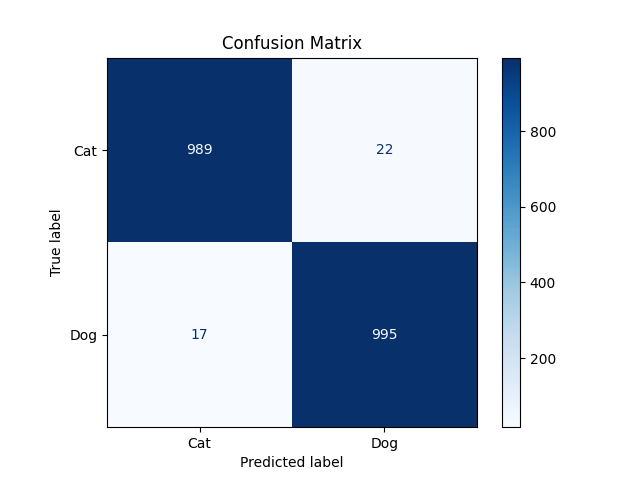 Confusion Matrix
Cat
989
22
800
600
True label
400
Dog
17
995
200
Cat
Dog
Predicted label